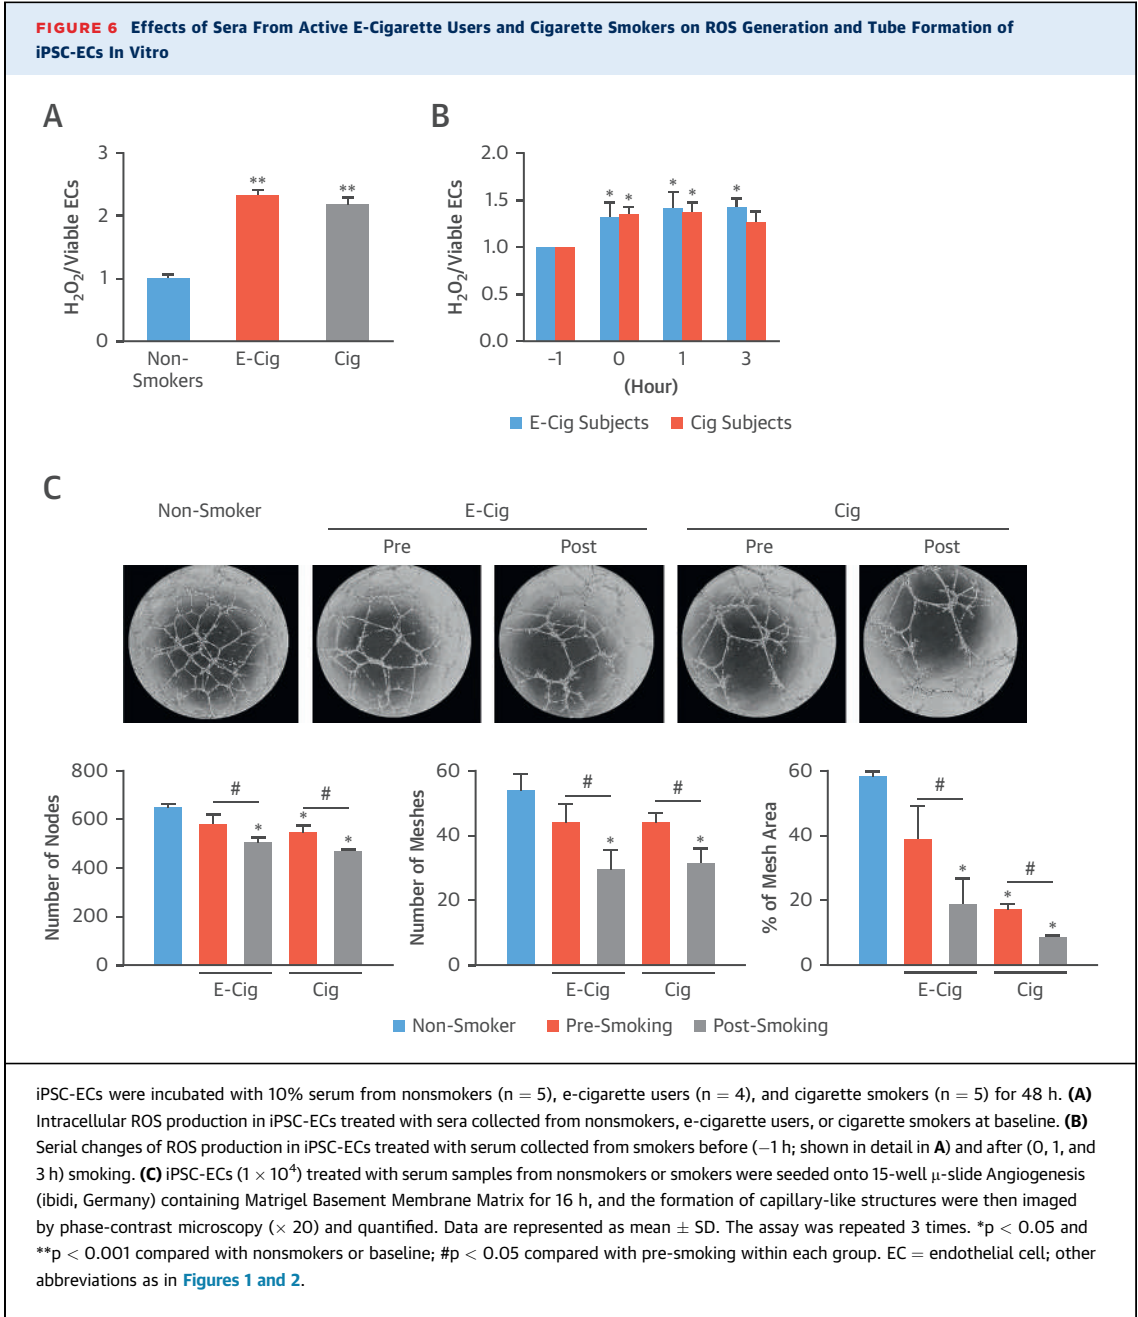 FIGURE 6 Effects of Sera From Active E-Cigarette Users and Cigarette Smokers on ROS Generation and Tube Formation of
iPSC-ECs In Vitro
A
H₂O₂/Viable ECs
3
2
1
0
**
**
Non-
Smokers
E-Cig
Cig
B
H₂O₂/Viable ECs
2.0
1.5
1.0
0.5
0.0
* * * * *
-1 0 1 3
(Hour)
E-Cig Subjects Cig Subjects
C
Non-Smoker E-Cig Cig
Pre Post Pre Post
Number of Nodes
800
600
400
200
0
# #
* * *
E-Cig Cig
Number of Meshes
60
40
20
0
# #
* *
E-Cig Cig
% of Mesh Area
60
40
20
0
# #
* * *
E-Cig Cig
Non-Smoker Pre-Smoking Post-Smoking
iPSC-ECs were incubated with 10% serum from nonsmokers (n = 5), e-cigarette users (n = 4), and cigarette smokers (n = 5) for 48 h. (A)
Intracellular ROS production in iPSC-ECs treated with sera collected from nonsmokers, e-cigarette users, or cigarette smokers at baseline. (B)
Serial changes of ROS production in iPSC-ECs treated with serum collected from smokers before (−1 h; shown in detail in A) and after (0, 1, and
3 h) smoking. (C) iPSC-ECs (1 × 10⁴) treated with serum samples from nonsmokers or smokers were seeded onto 15-well μ-slide Angiogenesis
(ibidi, Germany) containing Matrigel Basement Membrane Matrix for 16 h, and the formation of capillary-like structures were then imaged
by phase-contrast microscopy (× 20) and quantified. Data are represented as mean ± SD. The assay was repeated 3 times. *p < 0.05 and
**p < 0.001 compared with nonsmokers or baseline; #p < 0.05 compared with pre-smoking within each group. EC = endothelial cell; other
abbreviations as in Figures 1 and 2.